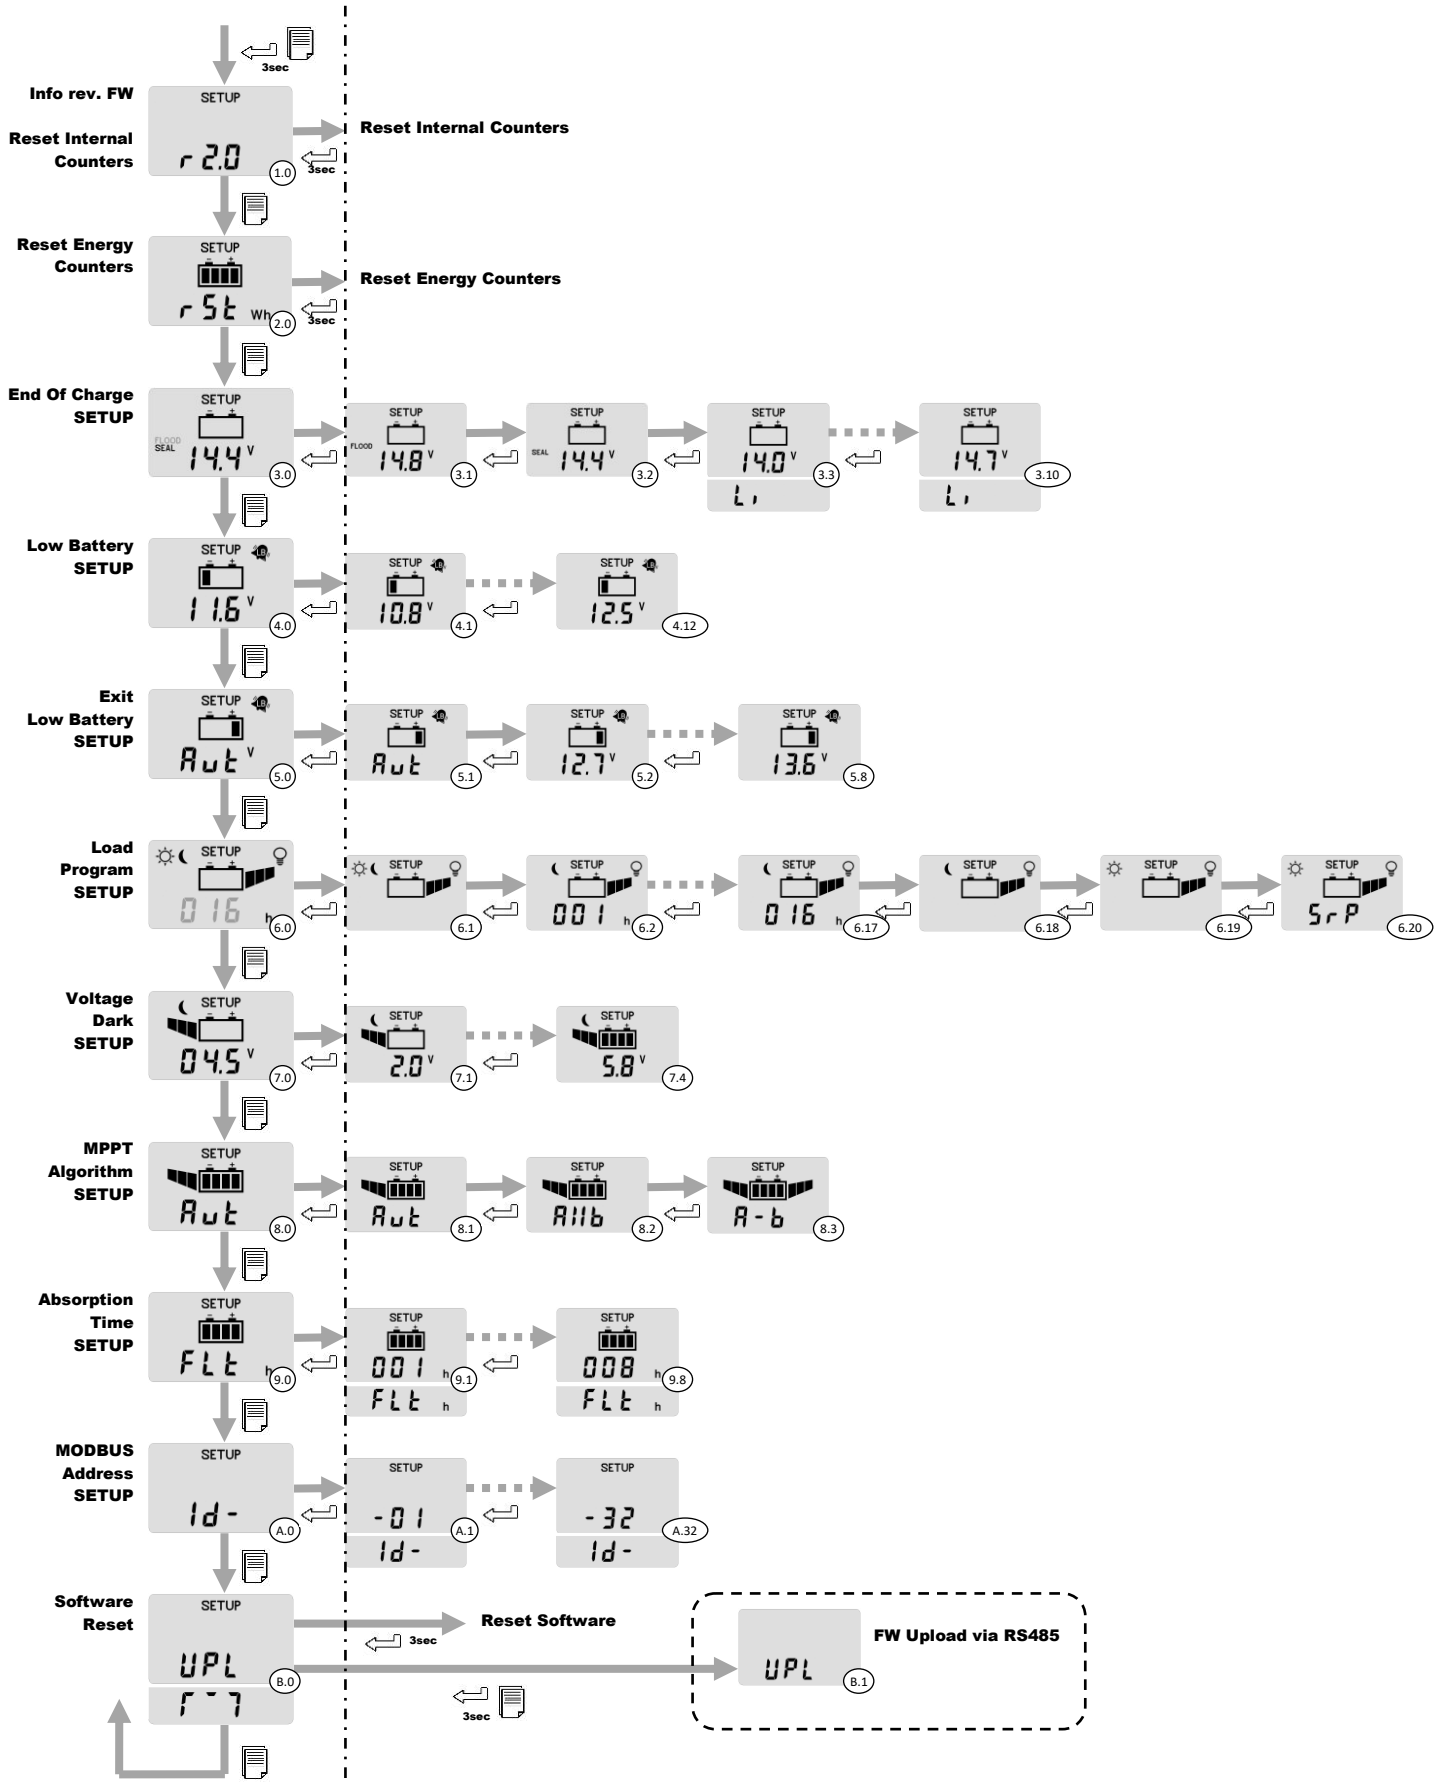 3sec
Info rev. FW
Reset Internal
Counters
SETUP
r 2.0
1.0
3sec
Reset Internal Counters
Reset Energy
Counters
SETUP
rSt Wh
2.0
3sec
Reset Energy Counters
End Of Charge
SETUP
SETUP
FLOOD
SEAL
14.4 V
3.0
SETUP
FLOOD
14.8 V
3.1
SETUP
SEAL
14.4 V
3.2
SETUP
14.0 V
3.3
Li
SETUP
14.7 V
3.10
Li
Low Battery
SETUP
SETUP LB
11.6 V
4.0
SETUP LB
10.8 V
4.1
SETUP LB
12.5 V
4.12
Exit
Low Battery
SETUP
SETUP LB
Aut V
5.0
SETUP LB
Aut
5.1
SETUP LB
12.7 V
5.2
SETUP LB
13.6 V
5.8
Load
Program
SETUP
SETUP
016 h
6.0
SETUP
6.1
SETUP
001 h
6.2
SETUP
016 h
6.17
SETUP
6.18
SETUP
6.19
SETUP
SrP
6.20
Voltage
Dark
SETUP
SETUP
04.5 V
7.0
SETUP
2.0 V
7.1
SETUP
5.8 V
7.4
MPPT
Algorithm
SETUP
SETUP
Aut
8.0
SETUP
Aut
8.1
SETUP
A||b
8.2
SETUP
A-b
8.3
Absorption
Time
SETUP
SETUP
FLt h
9.0
SETUP
001 h
9.1
FLt h
SETUP
008 h
9.8
FLt h
MODBUS
Address
SETUP
SETUP
Id-
A.0
SETUP
-01
A.1
Id-
SETUP
-32
A.32
Id-
Software
Reset
SETUP
UPL
B.0
3sec
Reset Software
3sec
UPL
B.1
FW Upload via RS485